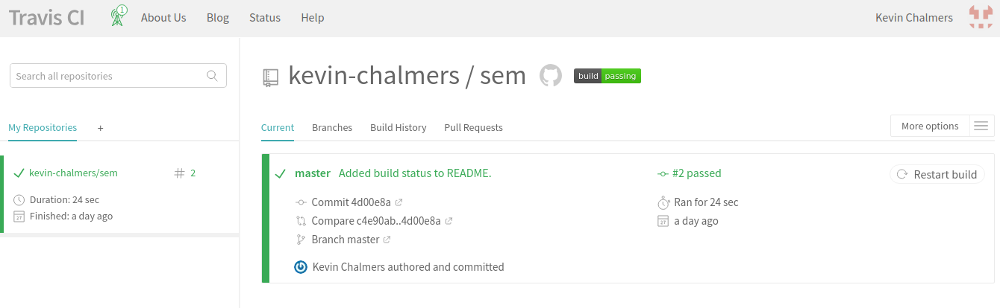 Travis CI 1 About Us Blog Status Help Kevin Chalmers
Search all repositories
kevin-chalmers / sem build passing
My Repositories +
Current Branches Build History Pull Requests More options
kevin-chalmers/sem # 2
Duration: 24 sec
Finished: a day ago
master Added build status to README. #2 passed Restart build
Commit 4d00e8a Ran for 24 sec
Compare c4e90ab..4d00e8a a day ago
Branch master
Kevin Chalmers authored and committed